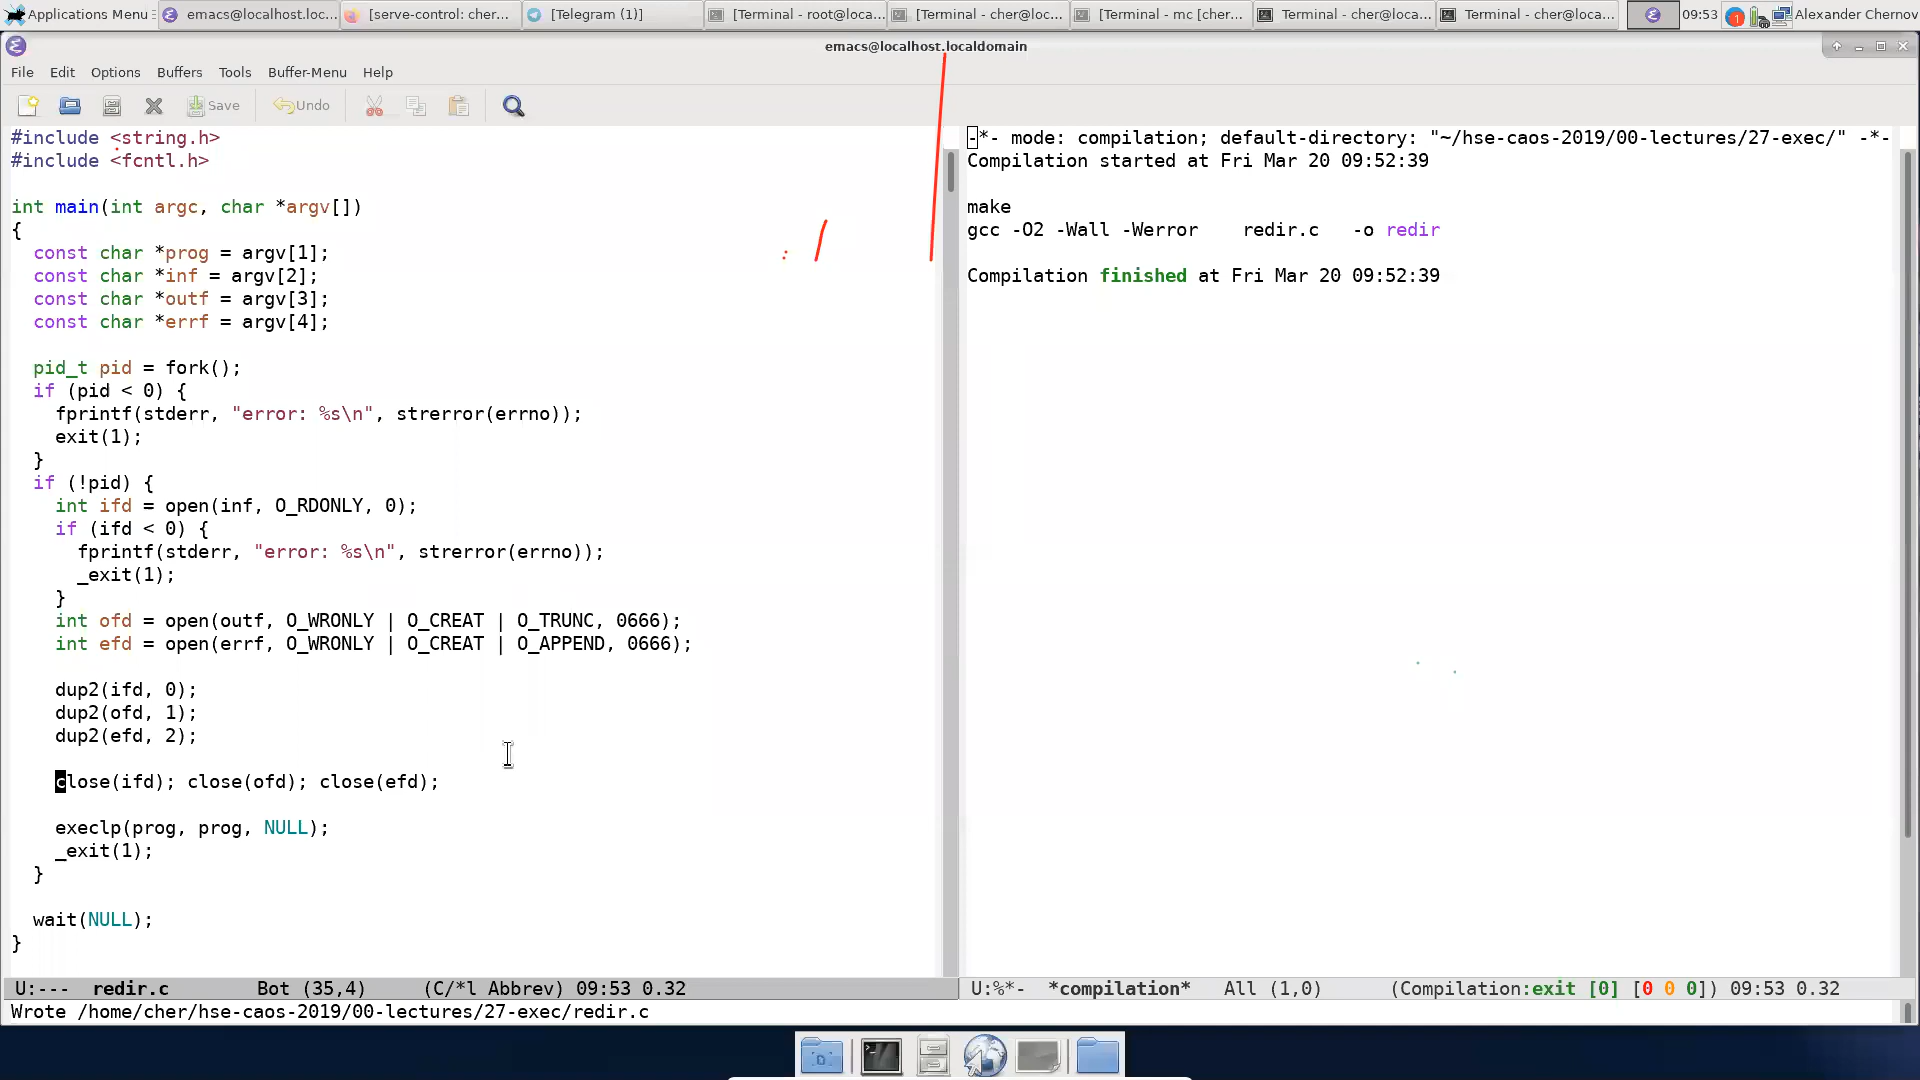 Applications Menu
emacs@localhost.loc...
[serve-control: cher...
[Telegram (1)]
[Terminal - root@loca...
[Terminal - cher@loc...
[Terminal - mc [cher...
Terminal - cher@loca...
Terminal - cher@loca...
09:53
Alexander Chernov
emacs@localhost.localdomain
File Edit Options Buffers Tools Buffer-Menu Help
Save Undo
#include <string.h>
#include <fcntl.h>
int main(int argc, char *argv[])
{
  const char *prog = argv[1];
  const char *inf = argv[2];
  const char *outf = argv[3];
  const char *errf = argv[4];
  pid_t pid = fork();
  if (pid < 0) {
    fprintf(stderr, "error: %s\n", strerror(errno));
    exit(1);
  }
  if (!pid) {
    int ifd = open(inf, O_RDONLY, 0);
    if (ifd < 0) {
      fprintf(stderr, "error: %s\n", strerror(errno));
      _exit(1);
    }
    int ofd = open(outf, O_WRONLY | O_CREAT | O_TRUNC, 0666);
    int efd = open(errf, O_WRONLY | O_CREAT | O_APPEND, 0666);
    dup2(ifd, 0);
    dup2(ofd, 1);
    dup2(efd, 2);
    close(ifd); close(ofd); close(efd);
    execlp(prog, prog, NULL);
    _exit(1);
  }
  wait(NULL);
}
U:--- redir.c Bot (35,4) (C/*l Abbrev) 09:53 0.32
-*- mode: compilation; default-directory: "~/hse-caos-2019/00-lectures/27-exec/" -*-
Compilation started at Fri Mar 20 09:52:39
make
gcc -O2 -Wall -Werror    redir.c   -o redir
Compilation finished at Fri Mar 20 09:52:39
U:%*- *compilation* All (1,0) (Compilation:exit [0] [0 0 0]) 09:53 0.32
Wrote /home/cher/hse-caos-2019/00-lectures/27-exec/redir.c